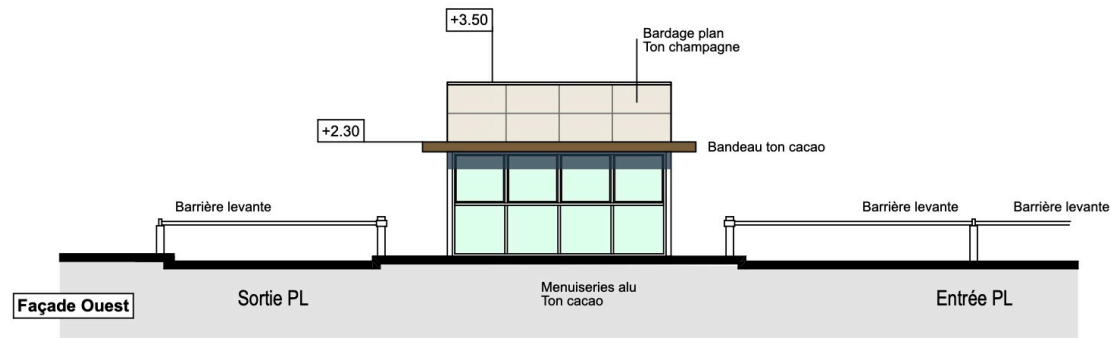 +3.50
Bardage plan
Ton champagne
+2.30
Bandeau ton cacao
Barrière levante
Barrière levante
Barrière levante
Façade Ouest
Sortie PL
Menuiseries alu
Ton cacao
Entrée PL